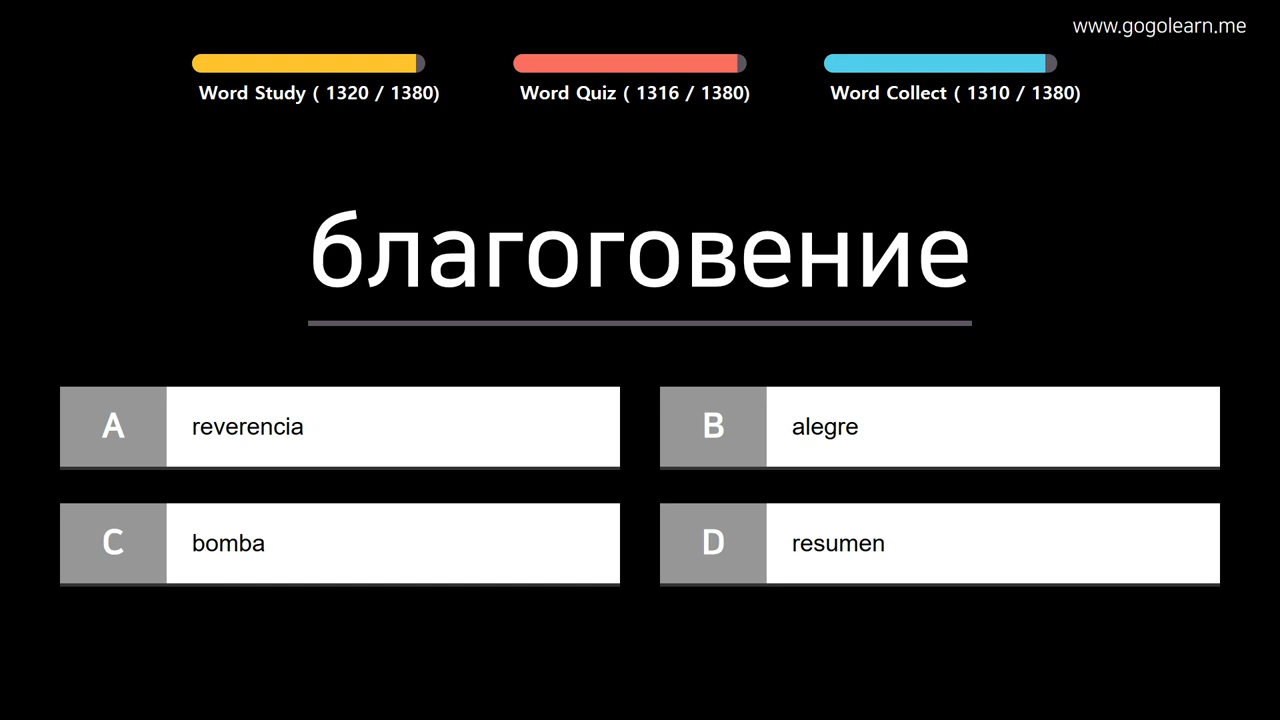 www.gogolearn.me
Word Study ( 1320 / 1380)
Word Quiz ( 1316 / 1380)
Word Collect ( 1310 / 1380)
благоговение
A reverencia
B alegre
C bomba
D resumen